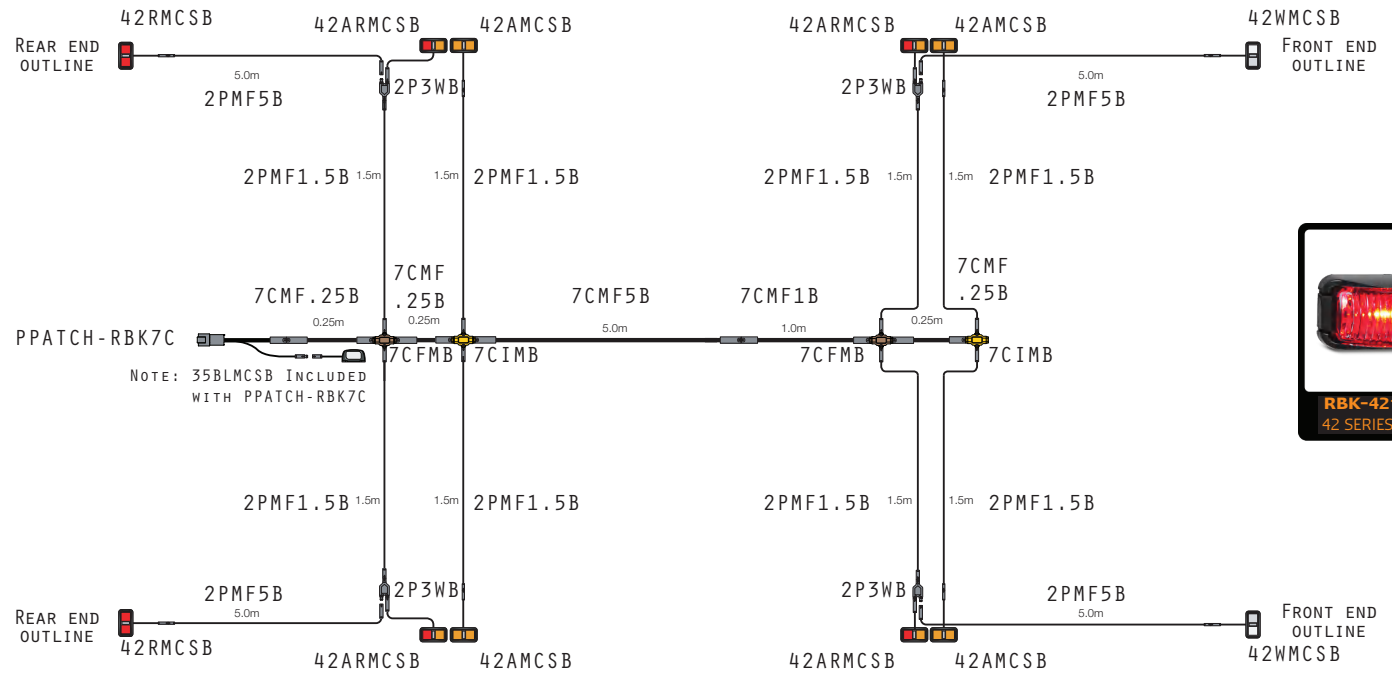 42RMCSB
42ARMCSB
42AMCSB
42ARMCSB
42AMCSB
42WMCSB
Rear end
outline
Front end
outline
5.0m
2PMF5B
2P3WB
2P3WB
5.0m
2PMF5B
2PMF1.5B
1.5m
1.5m
2PMF1.5B
2PMF1.5B
1.5m
1.5m
2PMF1.5B
7CMF.25B
0.25m
7CMF
.25B
0.25m
7CMF5B
5.0m
7CMF1B
1.0m
7CMF
.25B
0.25m
PPATCH-RBK7C
7CFMB
7CIMB
7CFMB
7CIMB
Note: 35BLMCSB Included
with PPATCH-RBK7C
RBK-42
42 SERIES
2PMF1.5B
1.5m
1.5m
2PMF1.5B
2PMF1.5B
1.5m
1.5m
2PMF1.5B
2PMF5B
5.0m
2P3WB
2P3WB
2PMF5B
5.0m
Rear end
outline
Front end
outline
42RMCSB
42ARMCSB
42AMCSB
42ARMCSB
42AMCSB
42WMCSB